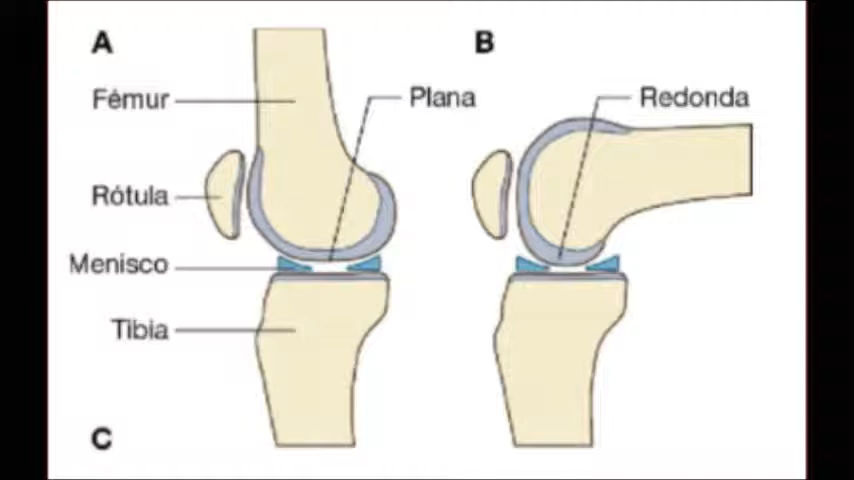 A
B
Fémur
Plana
Redonda
Rótula
Menisco
Tibia
C